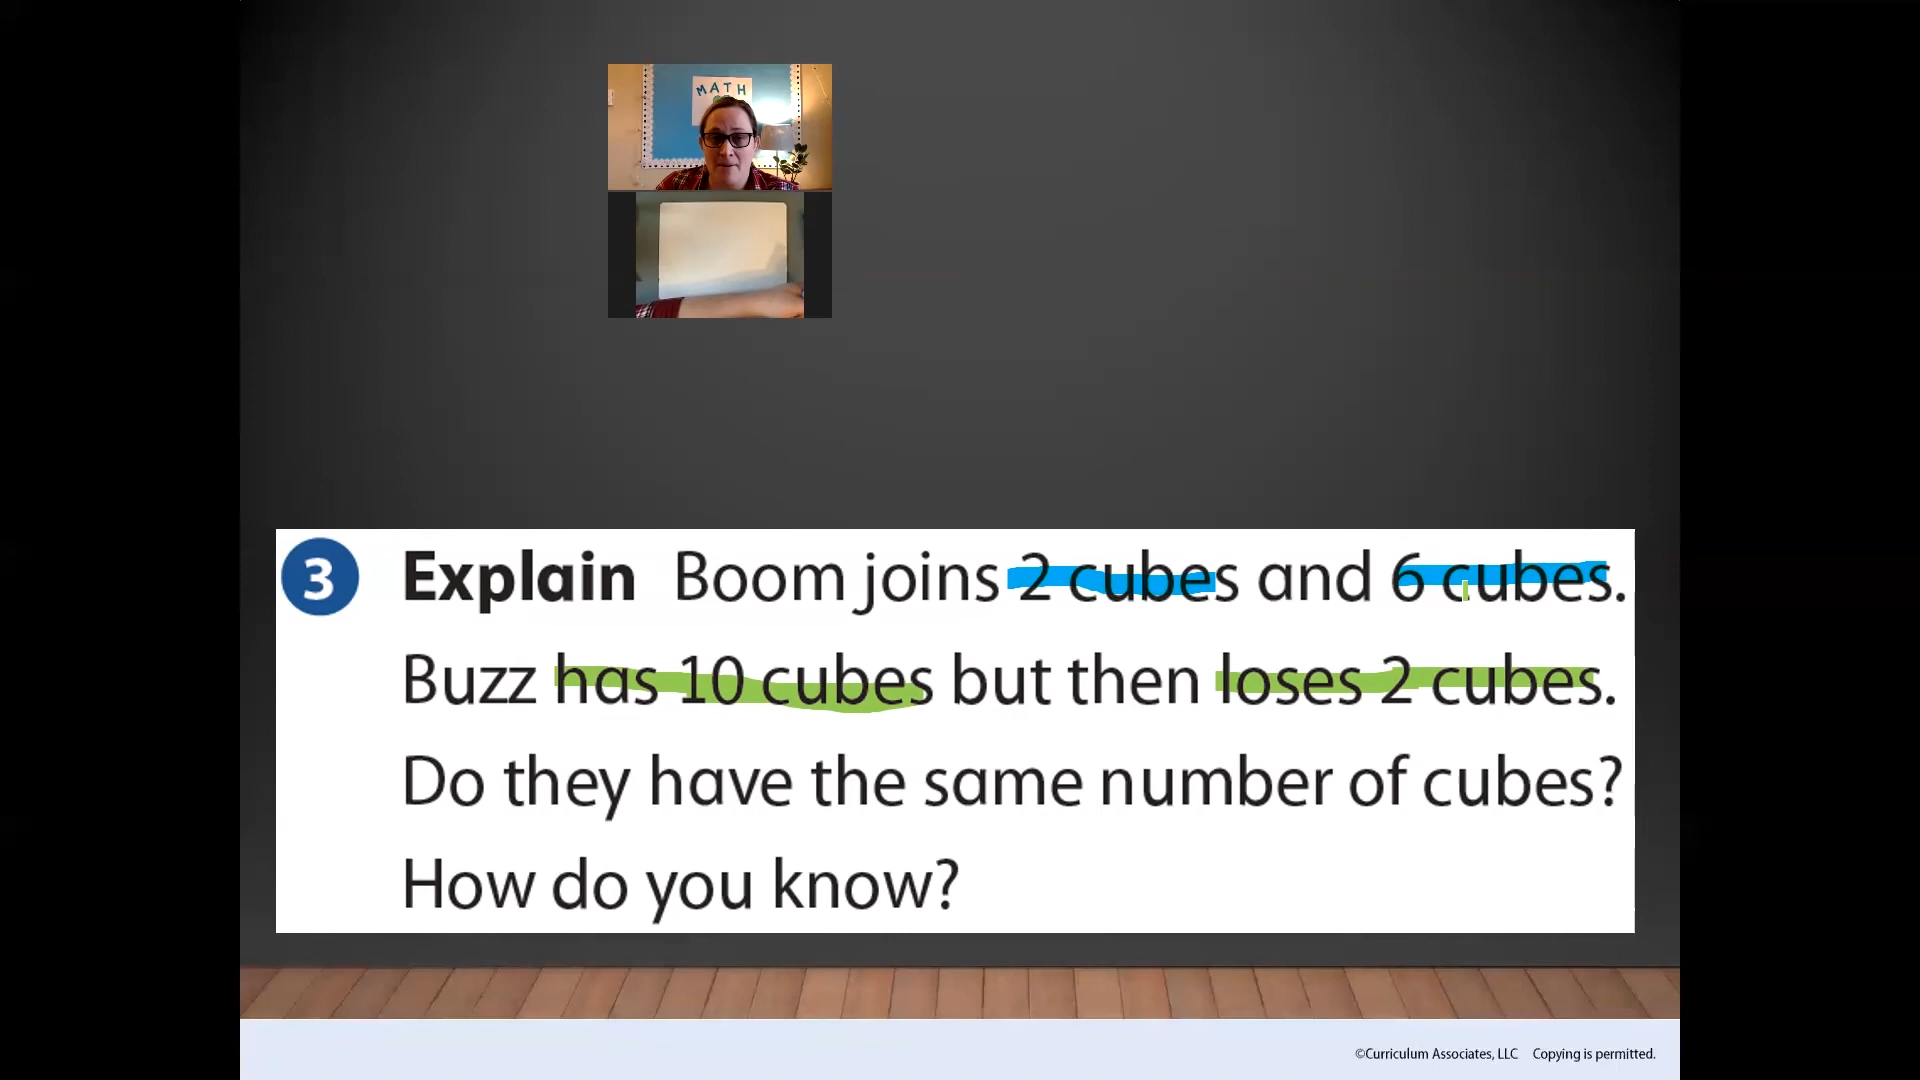 MATH
3 Explain Boom joins 2 cubes and 6 cubes.
Buzz has 10 cubes but then loses 2 cubes.
Do they have the same number of cubes?
How do you know?
©Curriculum Associates, LLC Copying is permitted.